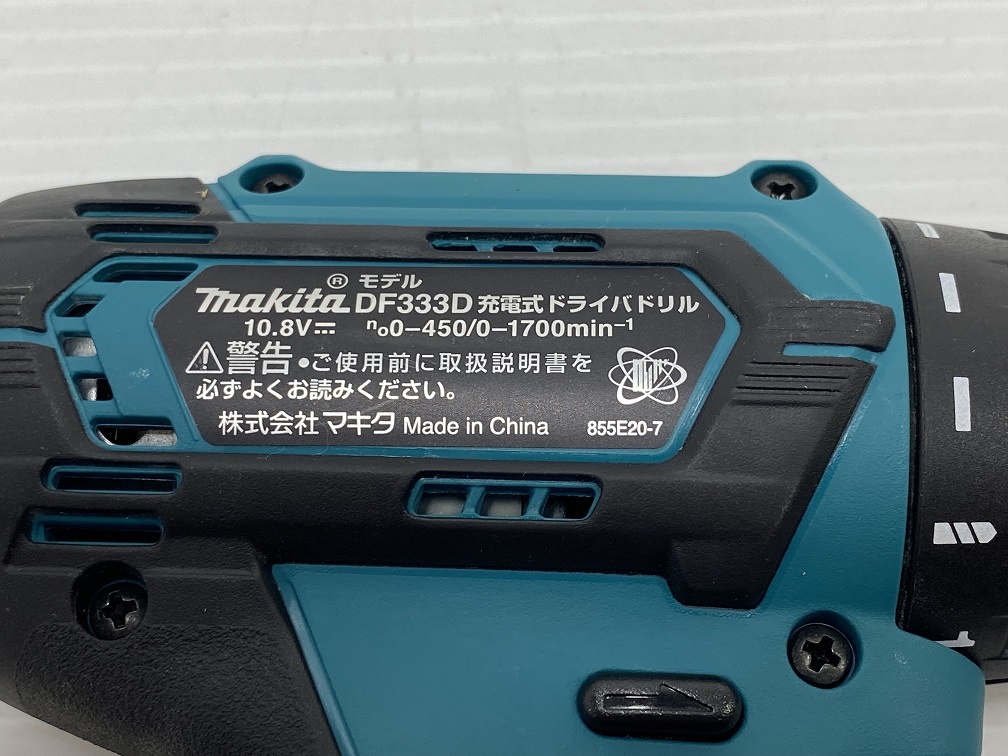 ® モデル
makita DF333D 充電式ドライバドリル
10.8V⎓ n₀0-450/0-1700min⁻¹
⚠警告●ご使用前に取扱説明書を
必ずよくお読みください。
株式会社マキタ Made in China 855E20-7